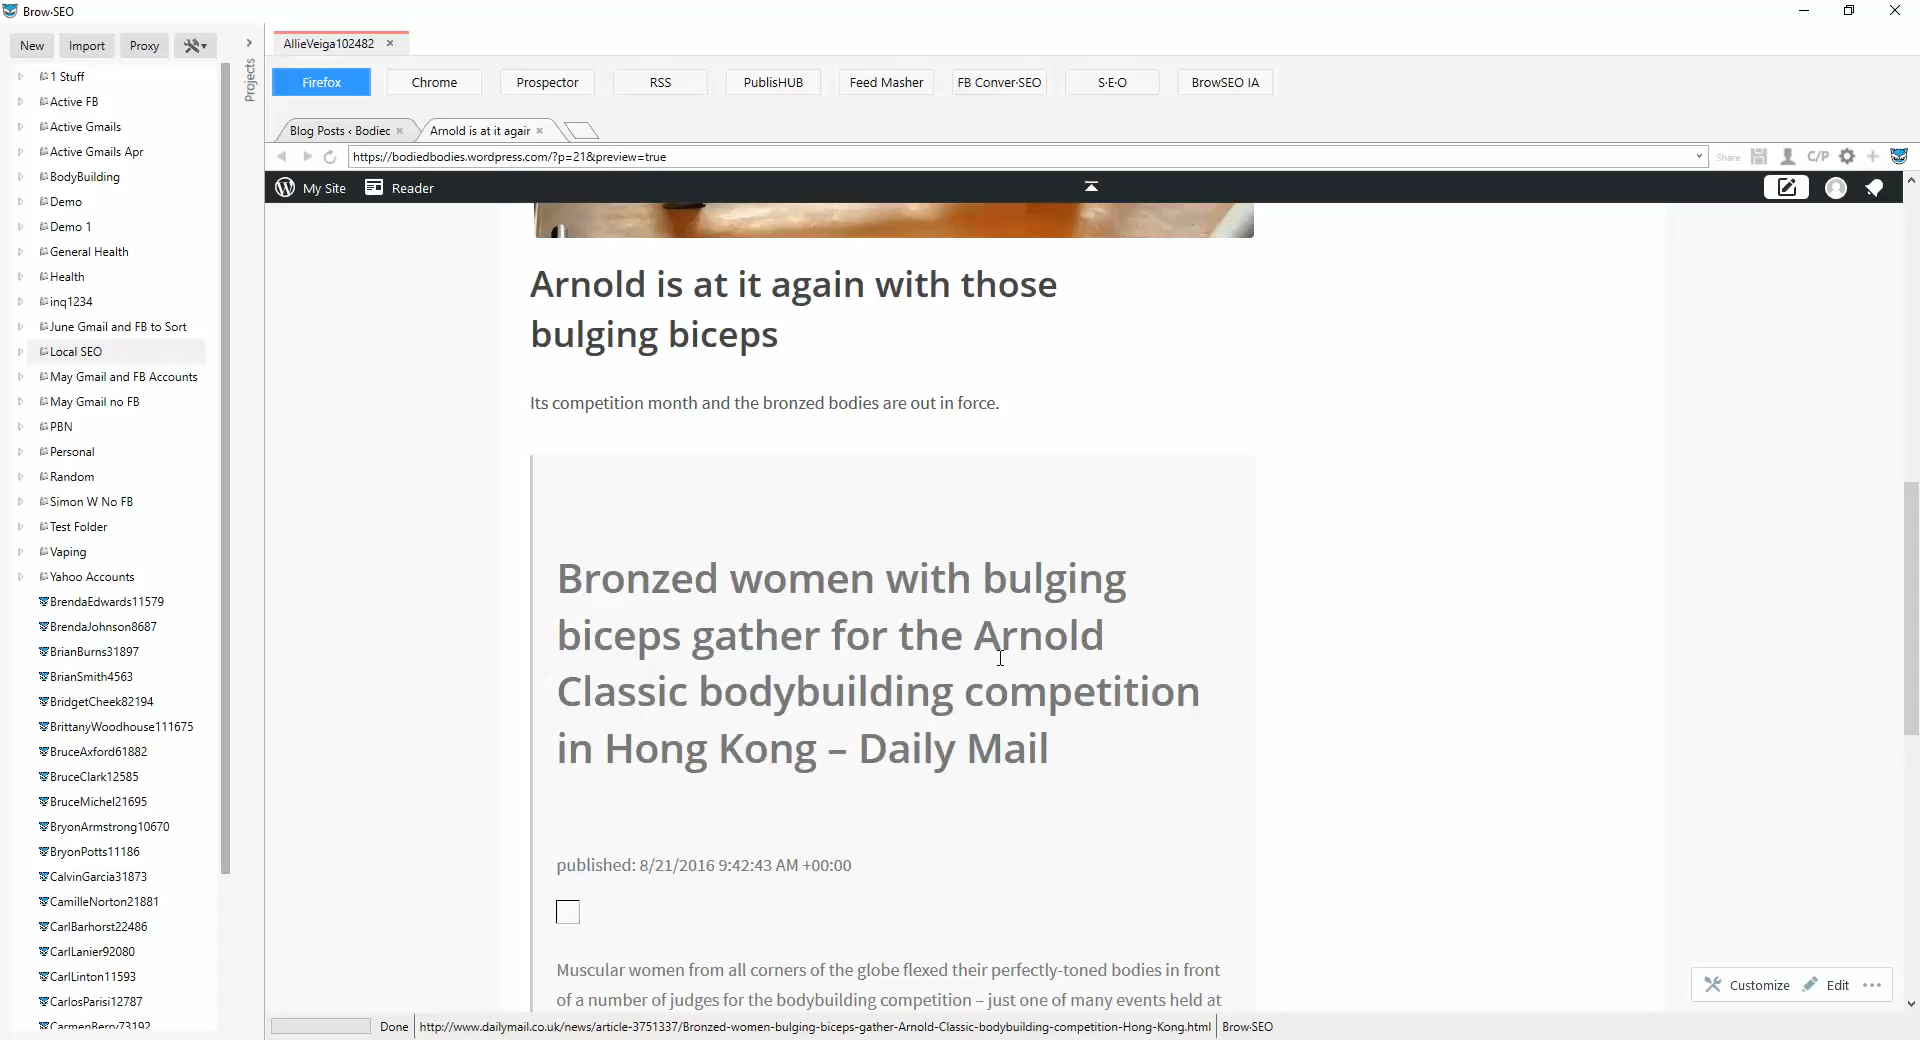 Brow·SEO
New
Import
Proxy
Projects
1 Stuff
Active FB
Active Gmails
Active Gmails Apr
BodyBuilding
Demo
Demo 1
General Health
Health
inq1234
June Gmail and FB to Sort
Local SEO
May Gmail and FB Accounts
May Gmail no FB
PBN
Personal
Random
Simon W No FB
Test Folder
Vaping
Yahoo Accounts
BrendaEdwards11579
BrendaJohnson8687
BrianBurns31897
BrianSmith4563
BridgetCheek82194
BrittanyWoodhouse111675
BruceAxford61882
BruceClark12585
BruceMichel21695
BryonArmstrong10670
BryonPotts11186
CalvinGarcia31873
CamilleNorton21881
CarlBarhorst22486
CarlLanier92080
CarlLinton11593
CarlosParisi12787
CarmenBerry73192
AllieVeiga102482
Firefox
Chrome
Prospector
RSS
PublisHUB
Feed Masher
FB Conver·SEO
S·E·O
BrowSEO IA
Blog Posts ‹ Bodiec
Arnold is at it agair
https://bodiedbodies.wordpress.com/?p=21&preview=true
Share
C/P
My Site
Reader
Arnold is at it again with those
bulging biceps
Its competition month and the bronzed bodies are out in force.
Bronzed women with bulging
biceps gather for the Arnold
Classic bodybuilding competition
in Hong Kong – Daily Mail
published: 8/21/2016 9:42:43 AM +00:00
Muscular women from all corners of the globe flexed their perfectly-toned bodies in front
of a number of judges for the bodybuilding competition – just one of many events held at
Customize
Edit
Done
http://www.dailymail.co.uk/news/article-3751337/Bronzed-women-bulging-biceps-gather-Arnold-Classic-bodybuilding-competition-Hong-Kong.html
Brow·SEO